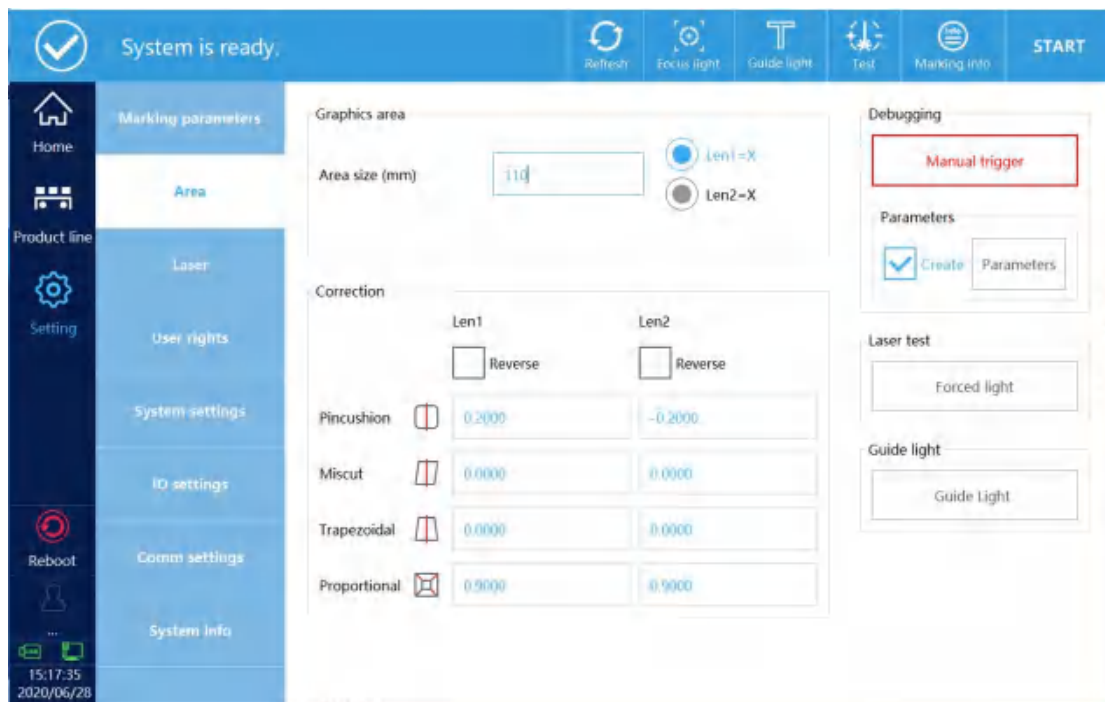 System is ready.
Refresh
Focus light
Guide light
Test
Marking info
START
Home
Product line
Setting
Reboot
...
15:17:35
2020/06/28
Marking parameters
Area
Laser
User rights
System settings
IO settings
Comm settings
System info
Graphics area
Area size (mm)
110
Len1=X
Len2=X
Correction
Len1 Len2
Reverse Reverse
Pincushion 0.2000 -0.2000
Miscut 0.0000 0.0000
Trapezoidal 0.0000 0.0000
Proportional 0.9000 0.9000
Debugging
Manual trigger
Parameters
Create Parameters
Laser test
Forced light
Guide light
Guide Light